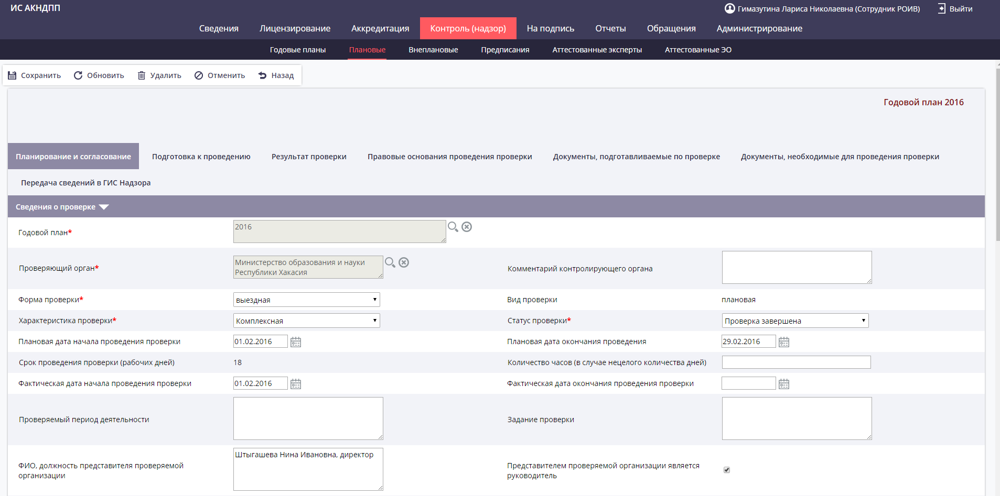 ИС АКНДПП
Гимазутина Лариса Николаевна (Сотрудник РОИВ)
Выйти
Сведения
Лицензирование
Аккредитация
Контроль (надзор)
На подпись
Отчеты
Обращения
Администрирование
Годовые планы
Плановые
Внеплановые
Предписания
Аттестованные эксперты
Аттестованные ЭО
Сохранить
Обновить
Удалить
Отменить
Назад
Годовой план 2016
Планирование и согласование
Подготовка к проведению
Результат проверки
Правовые основания проведения проверки
Документы, подготавливаемые по проверке
Документы, необходимые для проведения проверки
Передача сведений в ГИС Надзора
Сведения о проверке
Годовой план*
2016
Проверяющий орган*
Министерство образования и науки
Республики Хакасия
Комментарий контролирующего органа
Форма проверки*
выездная
Вид проверки
плановая
Характеристика проверки*
Комплексная
Статус проверки*
Проверка завершена
Плановая дата начала проведения проверки
01.02.2016
Плановая дата окончания проведения
29.02.2016
Срок проведения проверки (рабочих дней)
18
Количество часов (в случае нецелого количества дней)
Фактическая дата начала проведения проверки
01.02.2016
Фактическая дата окончания проведения проверки
Проверяемый период деятельности
Задание проверки
ФИО, должность представителя проверяемой
организации
Штыгашева Нина Ивановна, директор
Представителем проверяемой организации является
руководитель